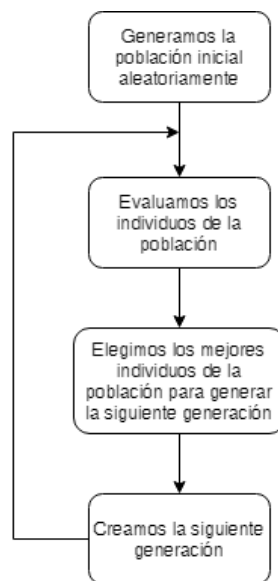 Generamos la
población inicial
aleatoriamente
Evaluamos los
individuos de la
población
Elegimos los mejores
individuos de la
población para generar
la siguiente generación
Creamos la siguiente
generación